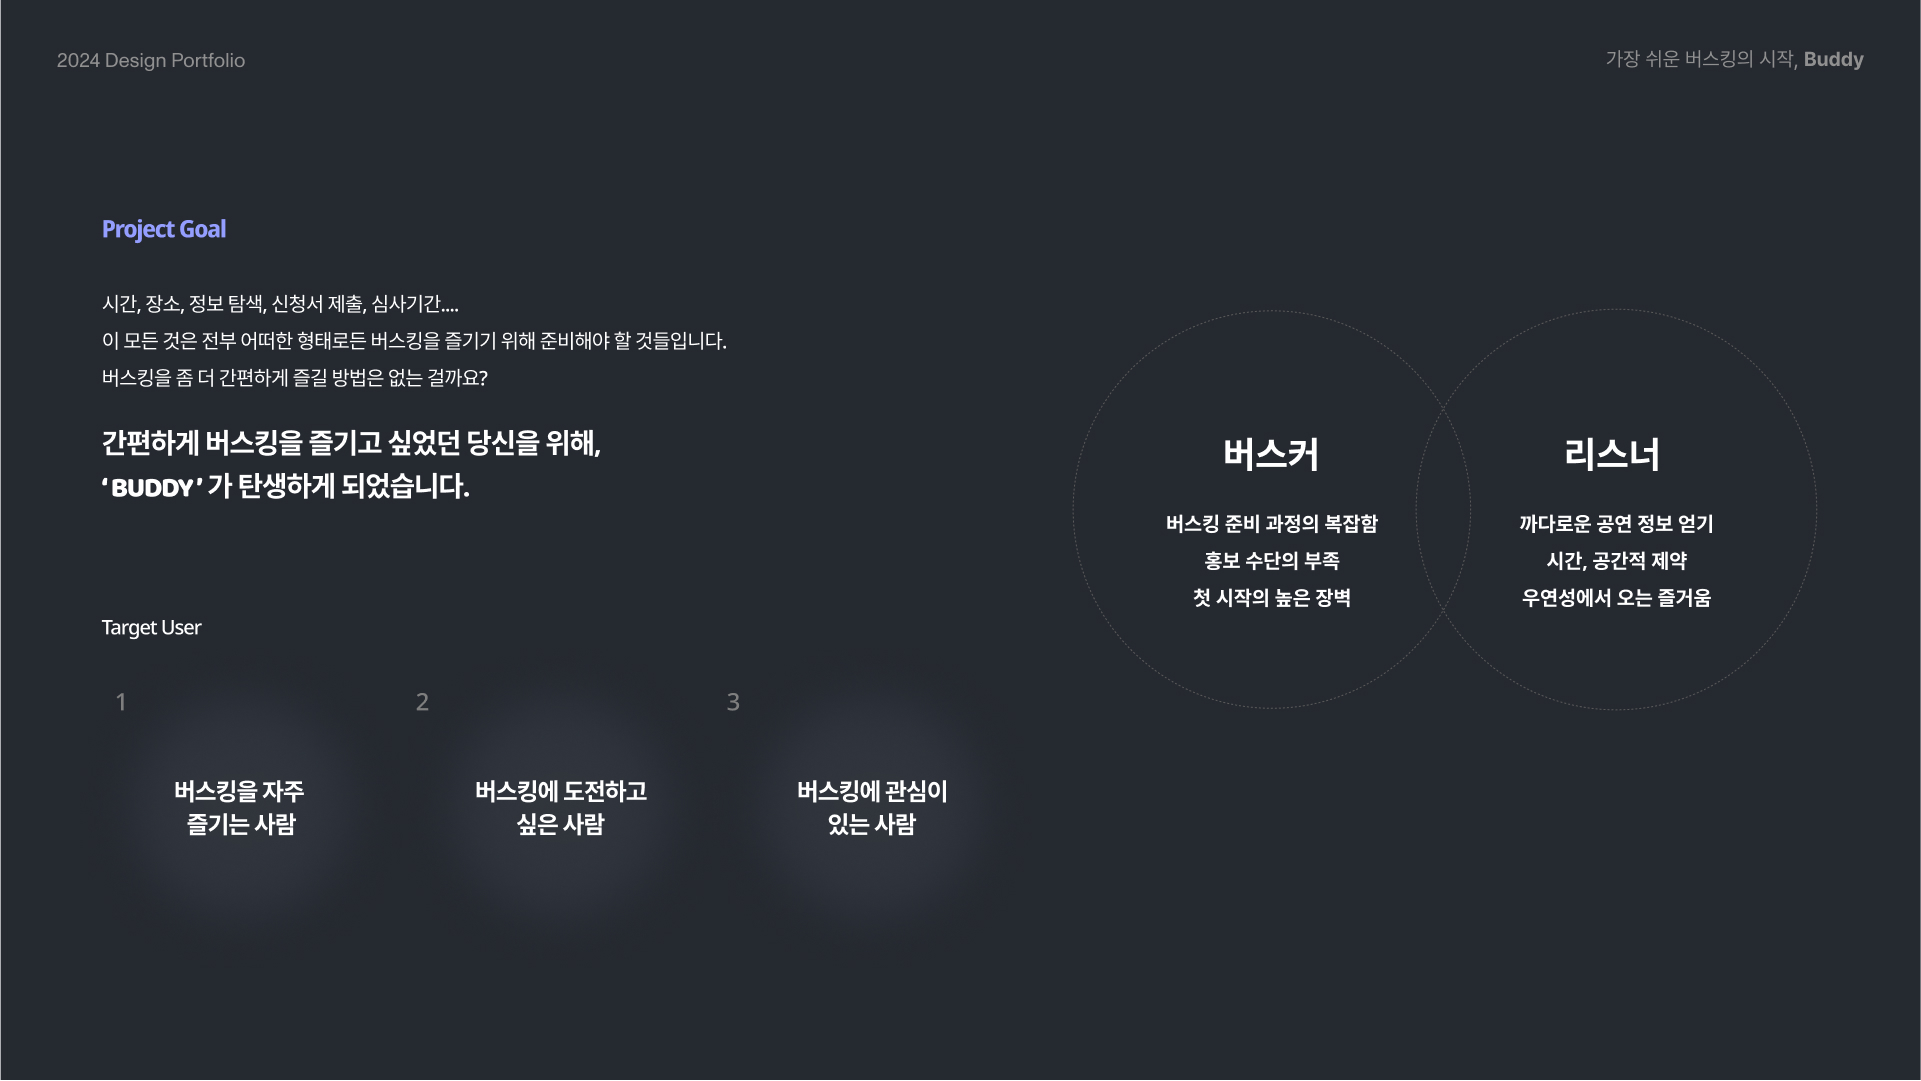 2024 Design Portfolio
가장 쉬운 버스킹의 시작, Buddy
Project Goal
시간, 장소, 정보 탐색, 신청서 제출, 심사기간....
이 모든 것은 전부 어떠한 형태로든 버스킹을 즐기기 위해 준비해야 할 것들입니다.
버스킹을 좀 더 간편하게 즐길 방법은 없는 걸까요?
간편하게 버스킹을 즐기고 싶었던 당신을 위해,
‘ BUDDY ’ 가 탄생하게 되었습니다.
Target User
1
버스킹을 자주
즐기는 사람
2
버스킹에 도전하고
싶은 사람
3
버스킹에 관심이
있는 사람
버스커
버스킹 준비 과정의 복잡함
홍보 수단의 부족
첫 시작의 높은 장벽
리스너
까다로운 공연 정보 얻기
시간, 공간적 제약
우연성에서 오는 즐거움